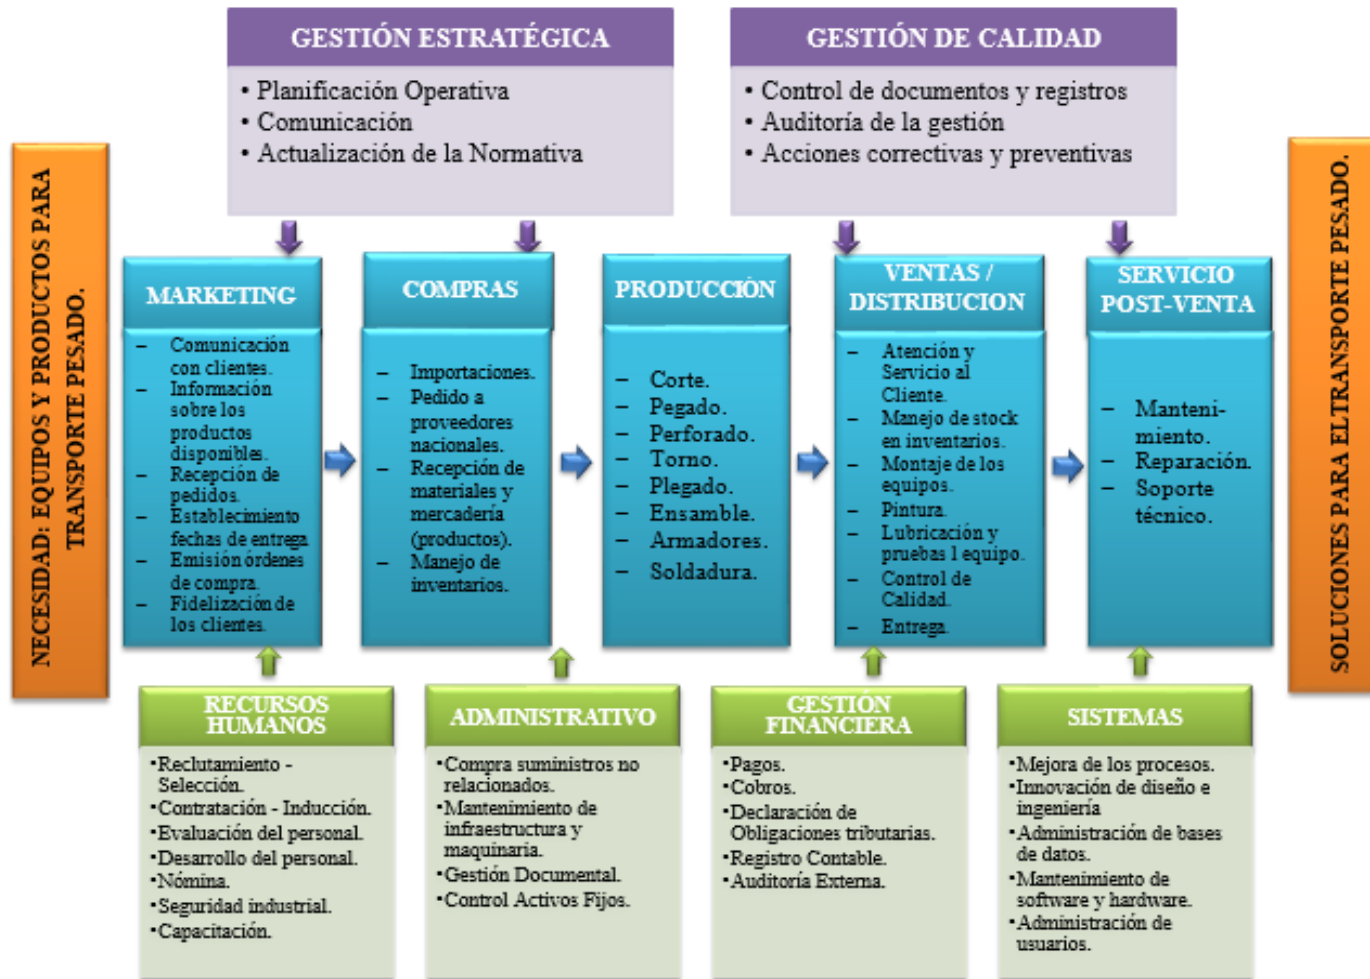 GESTIÓN ESTRATÉGICA
• Planificación Operativa
• Comunicación
• Actualización de la Normativa
GESTIÓN DE CALIDAD
• Control de documentos y registros
• Auditoría de la gestión
• Acciones correctivas y preventivas
NECESIDAD: EQUIPOS Y PRODUCTOS PARA
TRANSPORTE PESADO.
MARKETING
– Comunicación
con clientes.
– Información
sobre los
productos
disponibles.
– Recepción de
pedidos.
– Establecimiento
fechas de entrega
– Emisión órdenes
de compra.
– Fidelización de
los clientes.
COMPRAS
– Importaciones.
– Pedido a
proveedores
nacionales.
– Recepción de
materiales y
mercadería
(productos).
– Manejo de
inventarios.
PRODUCCIÓN
– Corte.
– Pegado.
– Perforado.
– Torno.
– Plegado.
– Ensamble.
– Armadores.
– Soldadura.
VENTAS /
DISTRIBUCION
– Atención y
Servicio al
Cliente.
– Manejo de stock
en inventarios.
– Montaje de los
equipos.
– Pintura.
– Lubricación y
pruebas l equipo.
– Control de
Calidad.
– Entrega.
SERVICIO
POST-VENTA
– Manteni-
miento.
– Reparación.
– Soporte
técnico.
SOLUCIONES PARA ELTRANSPORTE PESADO.
RECURSOS
HUMANOS
•Reclutamiento -
Selección.
•Contratación - Inducción.
•Evaluación del personal.
•Desarrollo del personal.
•Nómina.
•Seguridad industrial.
•Capacitación.
ADMINISTRATIVO
•Compra suministros no
relacionados.
•Mantenimiento de
infraestructura y
maquinaria.
•Gestión Documental.
•Control Activos Fijos.
GESTIÓN
FINANCIERA
•Pagos.
•Cobros.
•Declaración de
Obligaciones tributarias.
•Registro Contable.
•Auditoría Externa.
SISTEMAS
•Mejora de los procesos.
•Innovación de diseño e
ingeniería
•Administración de bases
de datos.
•Mantenimiento de
software y hardware.
•Administración de
usuarios.